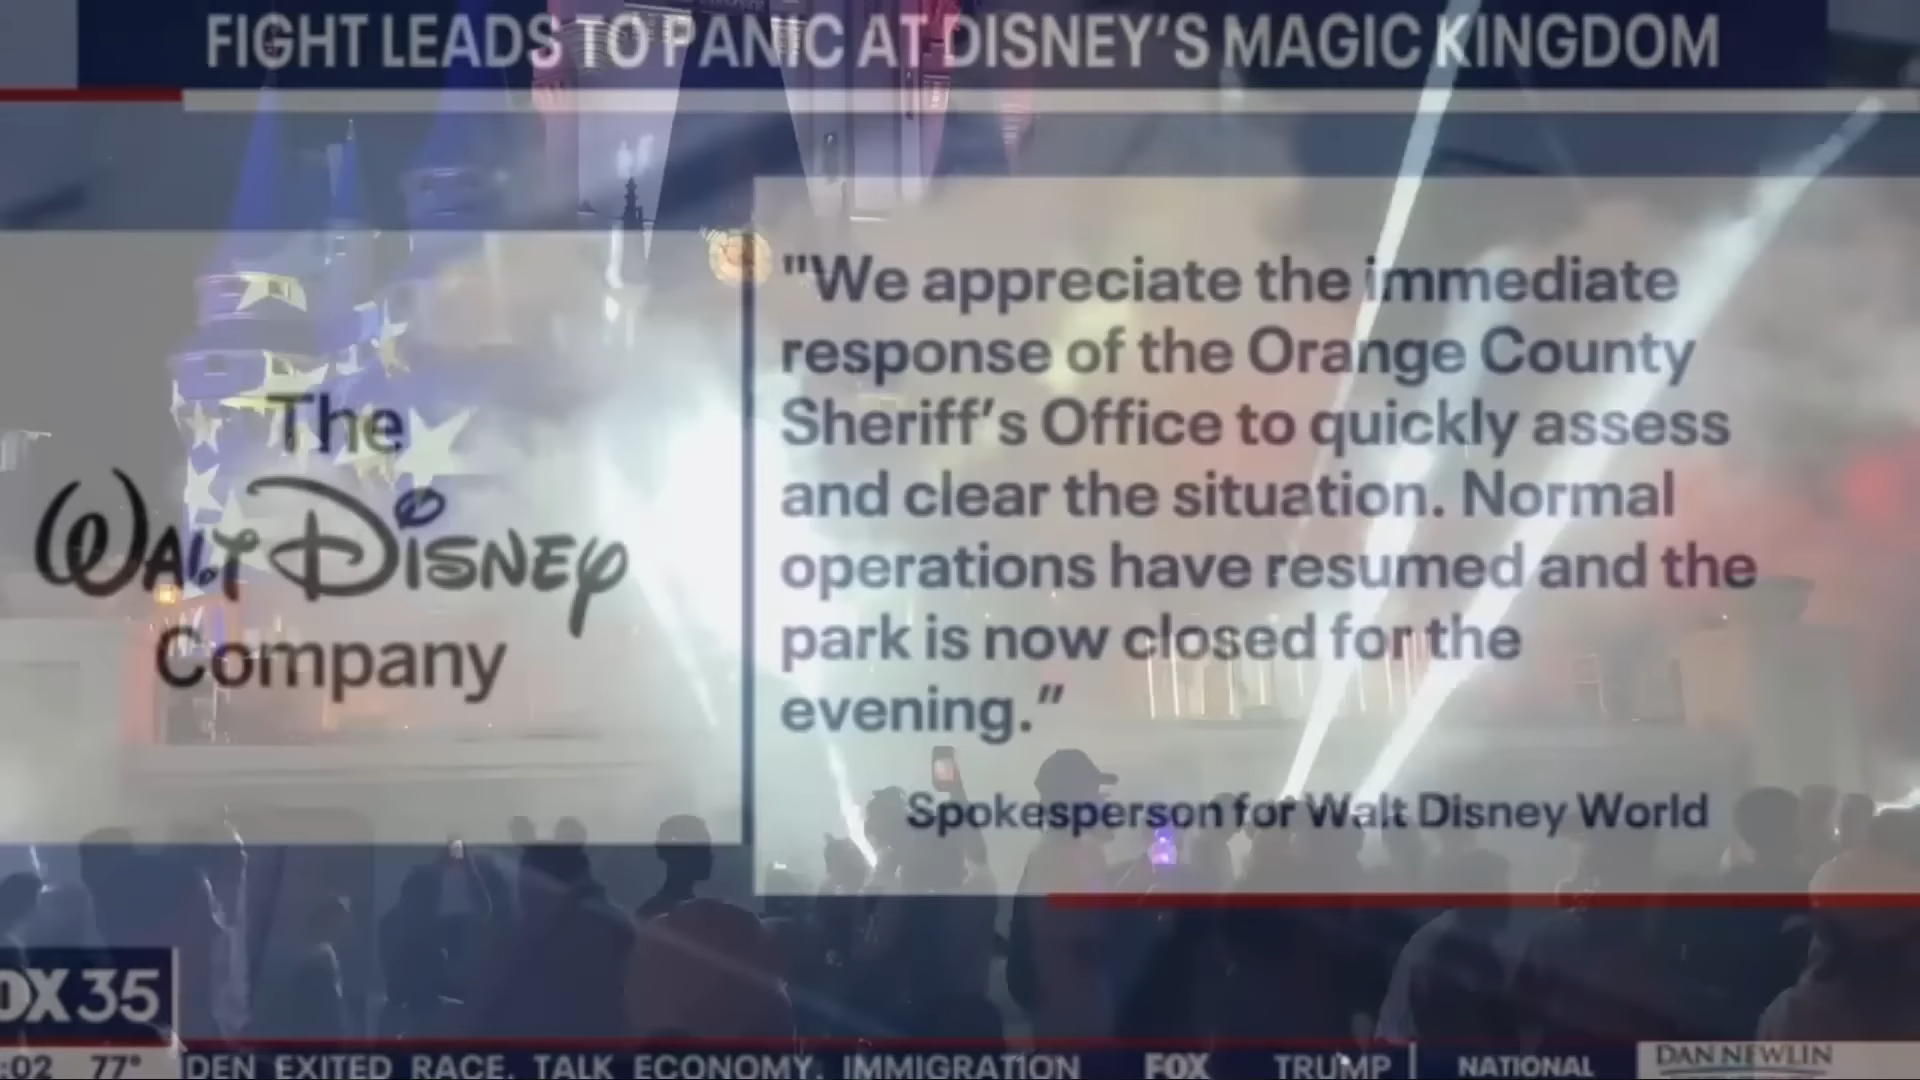 FIGHT LEADS TO PANIC AT DISNEY'S MAGIC KINGDOM
"We appreciate the immediate
response of the Orange County
Sheriff's Office to quickly assess
and clear the situation. Normal
operations have resumed and the
park is now closed for the
evening.”
Spokesperson for Walt Disney World
The
WALT DISNEY
Company
OX 35
:02 77° DEN EXITED RACE. TALK ECONOMY, IMMIGRATION FOX TRUMP NATIONAL DAN NEWLIN